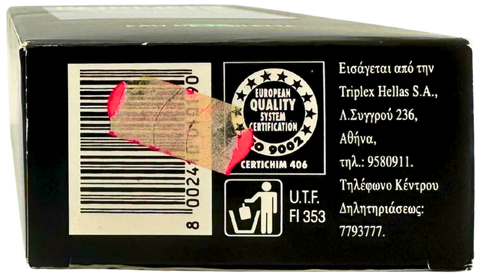 EUROPEAN
QUALITY
SYSTEM
CERTIFICATION
9002
CERTICHIM 406
U.T.F.
FI 353
Εισάγεται από την
Triplex Hellas S.A.,
Λ.Συγγρού 236,
Αθήνα,
τηλ.: 9580911.
Τηλέφωνο Κέντρου
Δηλητηριάσεως:
7793777.